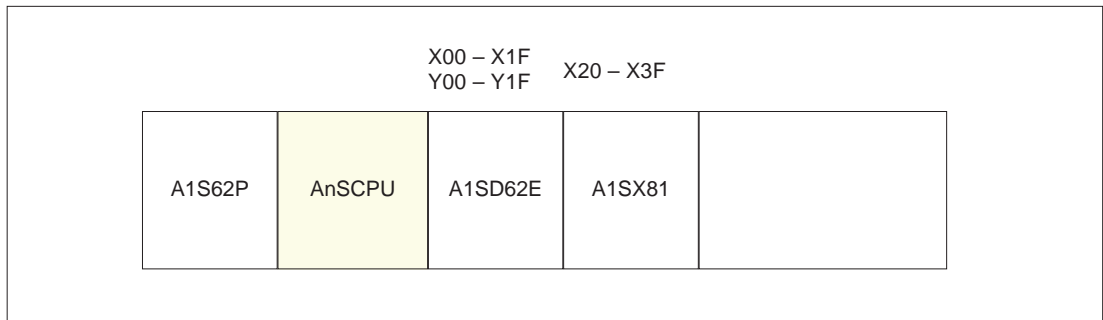 X00 – X1F
Y00 – Y1F
X20 – X3F
A1S62P
AnSCPU
A1SD62E
A1SX81